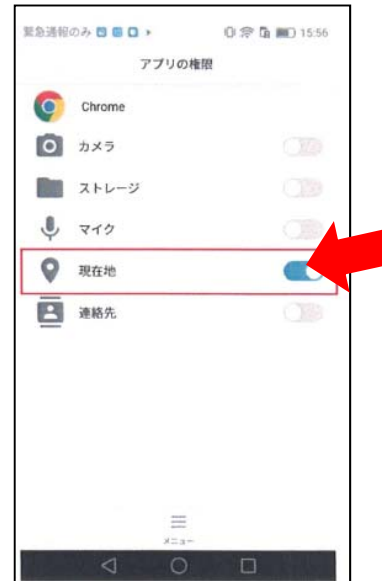 緊急通報のみ 15:56
アプリの権限
Chrome
カメラ
ストレージ
マイク
現在地
連絡先
メニュー